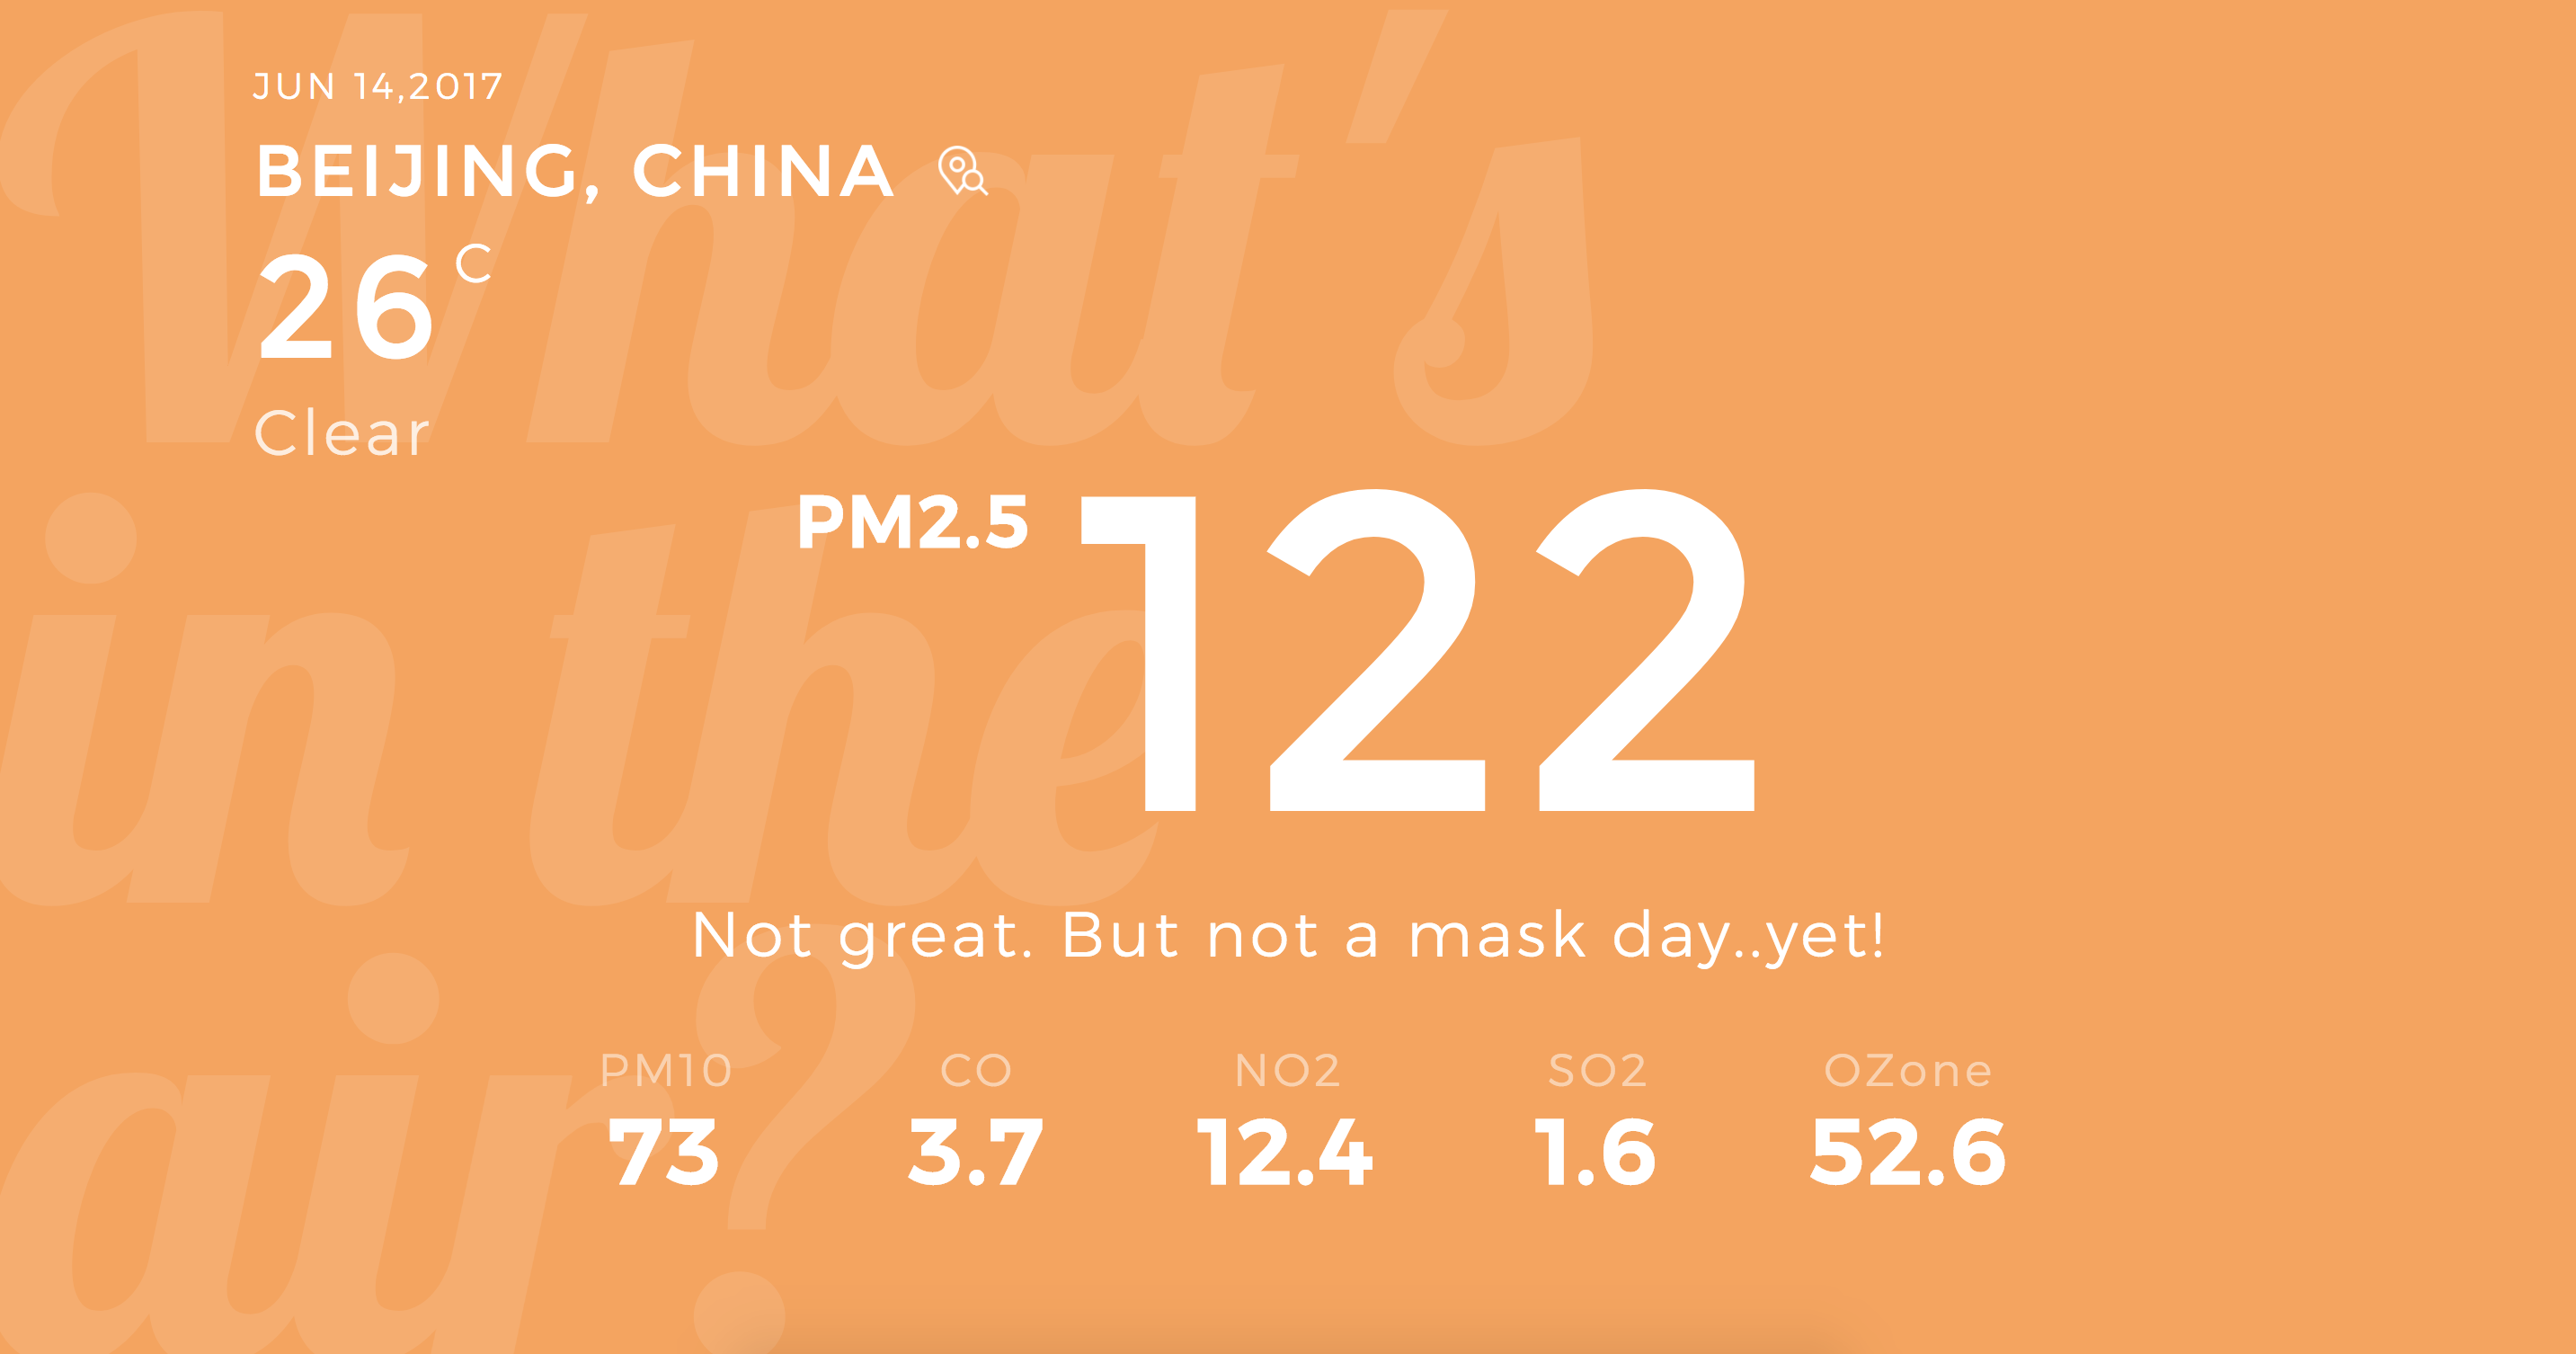 What's
in the
air?
JUN 14,2017
BEIJING, CHINA
26 C
Clear
PM2.5 122
Not great. But not a mask day..yet!
PM10 CO NO2 SO2 OZone
73 3.7 12.4 1.6 52.6